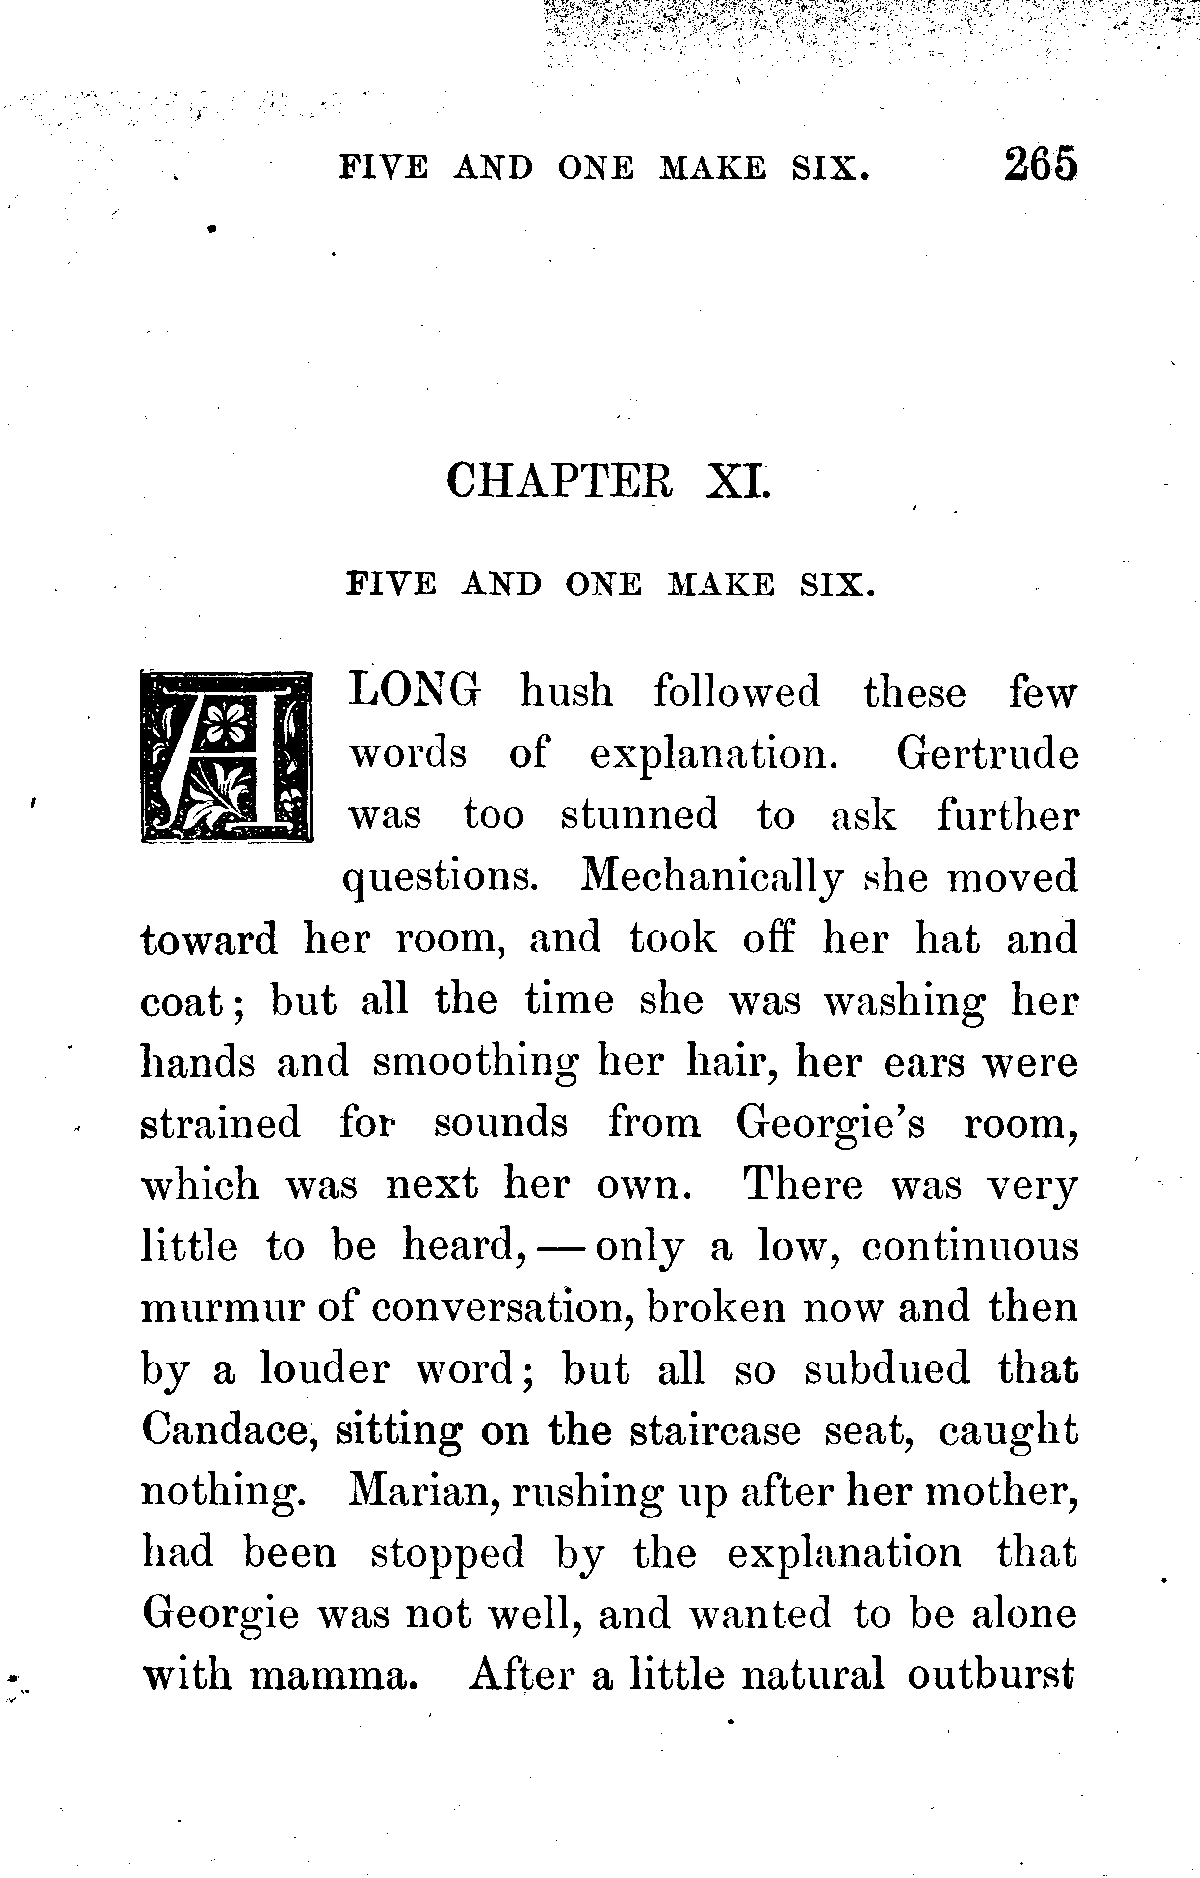 FIVE AND ONE MAKE SIX. 265
CHAPTER XI.
FIVE AND ONE MAKE SIX.
A LONG hush followed these few
words of explanation. Gertrude
was too stunned to ask further
questions. Mechanically she moved
toward her room, and took off her hat and
coat; but all the time she was washing her
hands and smoothing her hair, her ears were
strained for sounds from Georgie's room,
which was next her own. There was very
little to be heard,—only a low, continuous
murmur of conversation, broken now and then
by a louder word; but all so subdued that
Candace, sitting on the staircase seat, caught
nothing. Marian, rushing up after her mother,
had been stopped by the explanation that
Georgie was not well, and wanted to be alone
with mamma. After a little natural outburst